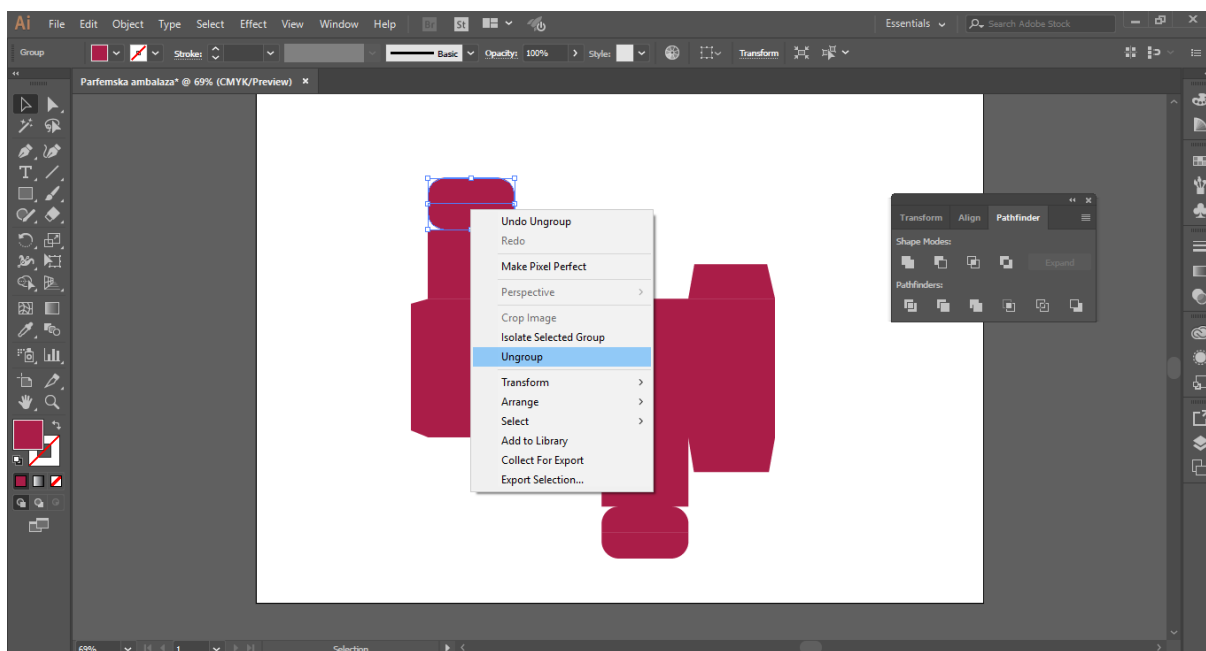 Ai File Edit Object Type Select Effect View Window Help Br St Essentials Search Adobe Stock
Group Stroke: Basic Opacity: 100% Style: Transform
Parfemska ambalaza* @ 69% (CMYK/Preview) ×
Undo Ungroup
Redo
Make Pixel Perfect
Perspective
Crop Image
Isolate Selected Group
Ungroup
Transform
Arrange
Select
Add to Library
Collect For Export
Export Selection...
Transform Align Pathfinder
Shape Modes:
Expand
Pathfinders:
69% 1 Selection